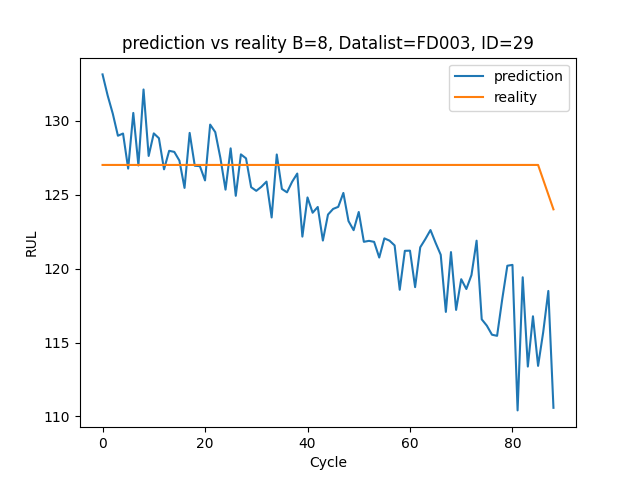 prediction vs reality B=8, Datalist=FD003, ID=29
prediction
reality
130
125
120
115
110
RUL
0 20 40 60 80
Cycle